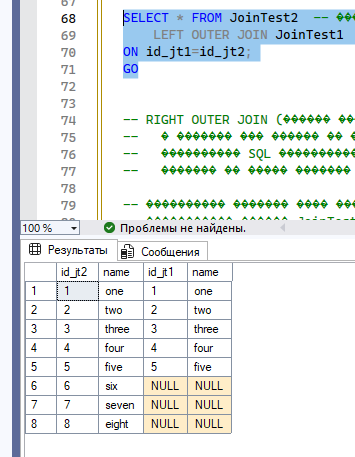 67
68 SELECT * FROM JoinTest2 --
69 LEFT OUTER JOIN JoinTest1
70 ON id_jt1=id_jt2;
71 GO
72
73
74 -- RIGHT OUTER JOIN (
75 --
76 -- SQL
77 --
78
79 --
80 JoinTest
100 %
Проблемы не найдены.
Результаты Сообщения
id_jt2 name id_jt1 name
1 1 one 1 one
2 2 two 2 two
3 3 three 3 three
4 4 four 4 four
5 5 five 5 five
6 6 six NULL NULL
7 7 seven NULL NULL
8 8 eight NULL NULL